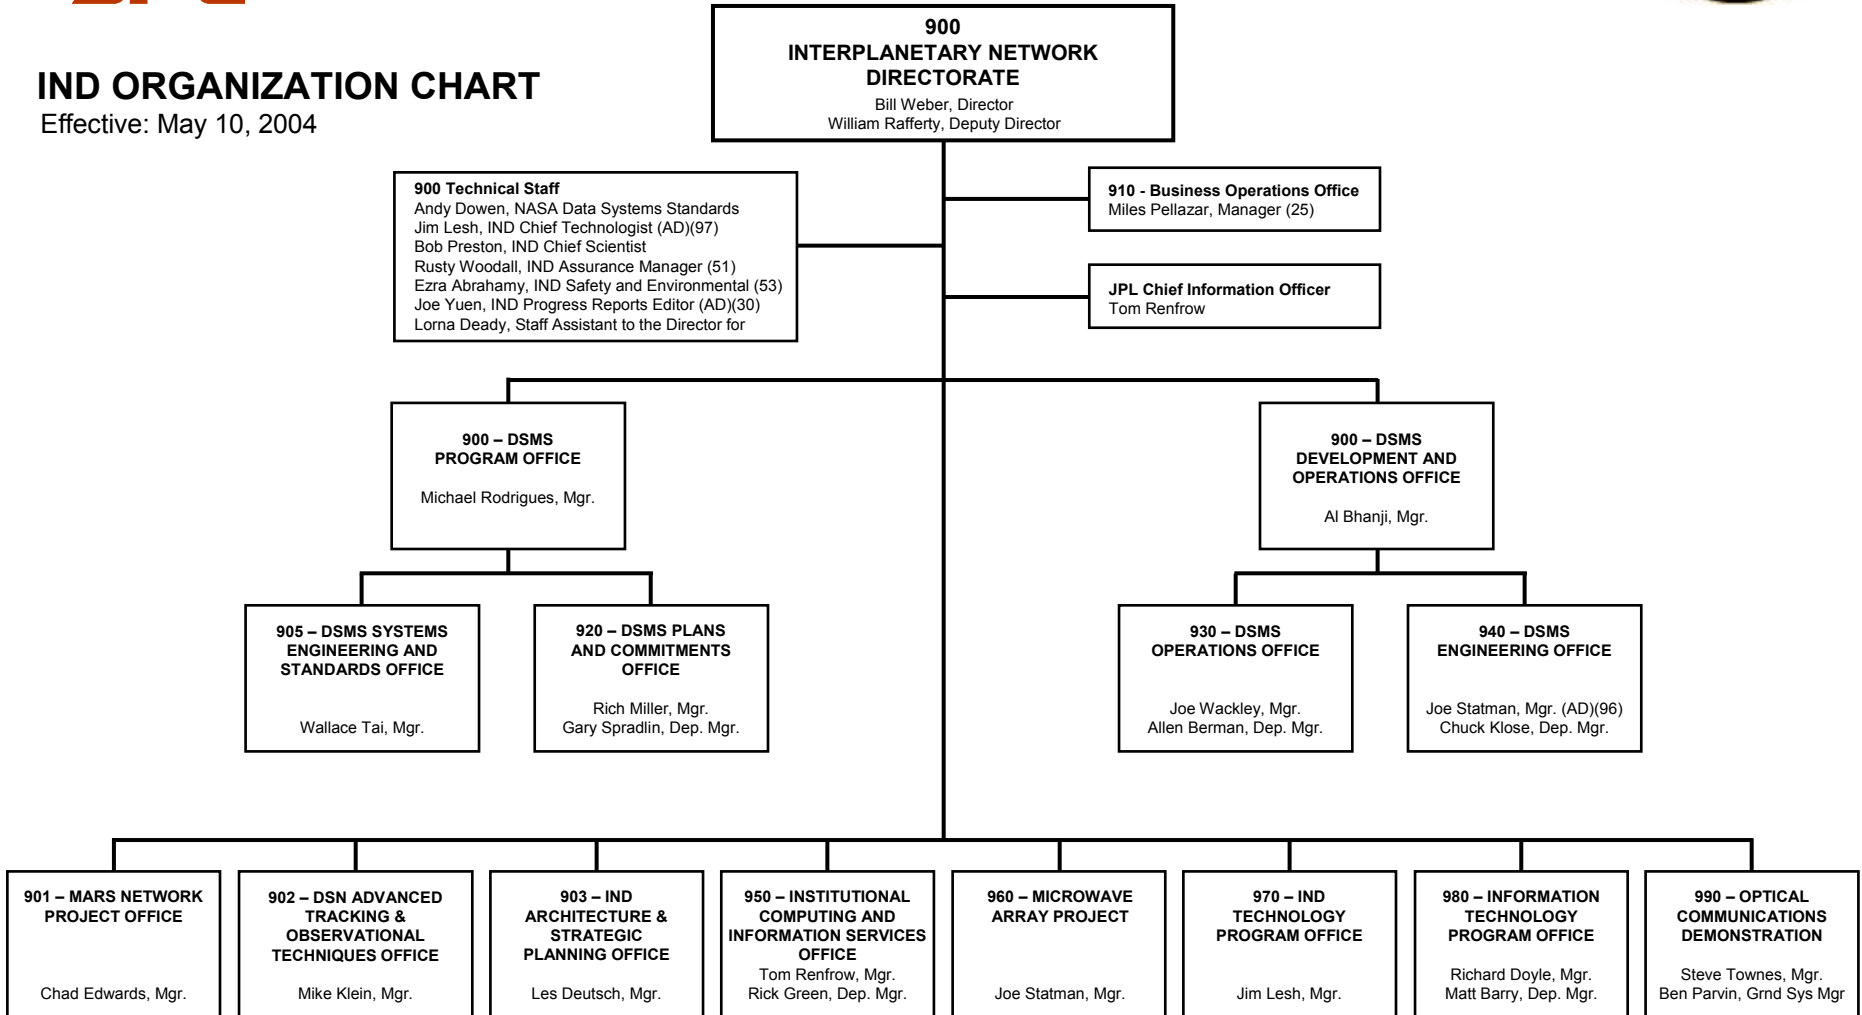 IND ORGANIZATION CHART
Effective: May 10, 2004
900
INTERPLANETARY NETWORK
DIRECTORATE
Bill Weber, Director
William Rafferty, Deputy Director
900 Technical Staff
Andy Dowen, NASA Data Systems Standards
Jim Lesh, IND Chief Technologist (AD)(97)
Bob Preston, IND Chief Scientist
Rusty Woodall, IND Assurance Manager (51)
Ezra Abrahamy, IND Safety and Environmental (53)
Joe Yuen, IND Progress Reports Editor (AD)(30)
Lorna Deady, Staff Assistant to the Director for
910 - Business Operations Office
Miles Pellazar, Manager (25)
JPL Chief Information Officer
Tom Renfrow
900 – DSMS
PROGRAM OFFICE
Michael Rodrigues, Mgr.
900 – DSMS
DEVELOPMENT AND
OPERATIONS OFFICE
Al Bhanji, Mgr.
905 – DSMS SYSTEMS
ENGINEERING AND
STANDARDS OFFICE
Wallace Tai, Mgr.
920 – DSMS PLANS
AND COMMITMENTS
OFFICE
Rich Miller, Mgr.
Gary Spradlin, Dep. Mgr.
930 – DSMS
OPERATIONS OFFICE
Joe Wackley, Mgr.
Allen Berman, Dep. Mgr.
940 – DSMS
ENGINEERING OFFICE
Joe Statman, Mgr. (AD)(96)
Chuck Klose, Dep. Mgr.
901 – MARS NETWORK
PROJECT OFFICE
Chad Edwards, Mgr.
902 – DSN ADVANCED
TRACKING &
OBSERVATIONAL
TECHNIQUES OFFICE
Mike Klein, Mgr.
903 – IND
ARCHITECTURE &
STRATEGIC
PLANNING OFFICE
Les Deutsch, Mgr.
950 – INSTITUTIONAL
COMPUTING AND
INFORMATION SERVICES
OFFICE
Tom Renfrow, Mgr.
Rick Green, Dep. Mgr.
960 – MICROWAVE
ARRAY PROJECT
Joe Statman, Mgr.
970 – IND
TECHNOLOGY
PROGRAM OFFICE
Jim Lesh, Mgr.
980 – INFORMATION
TECHNOLOGY
PROGRAM OFFICE
Richard Doyle, Mgr.
Matt Barry, Dep. Mgr.
990 – OPTICAL
COMMUNICATIONS
DEMONSTRATION
Steve Townes, Mgr.
Ben Parvin, Grnd Sys Mgr